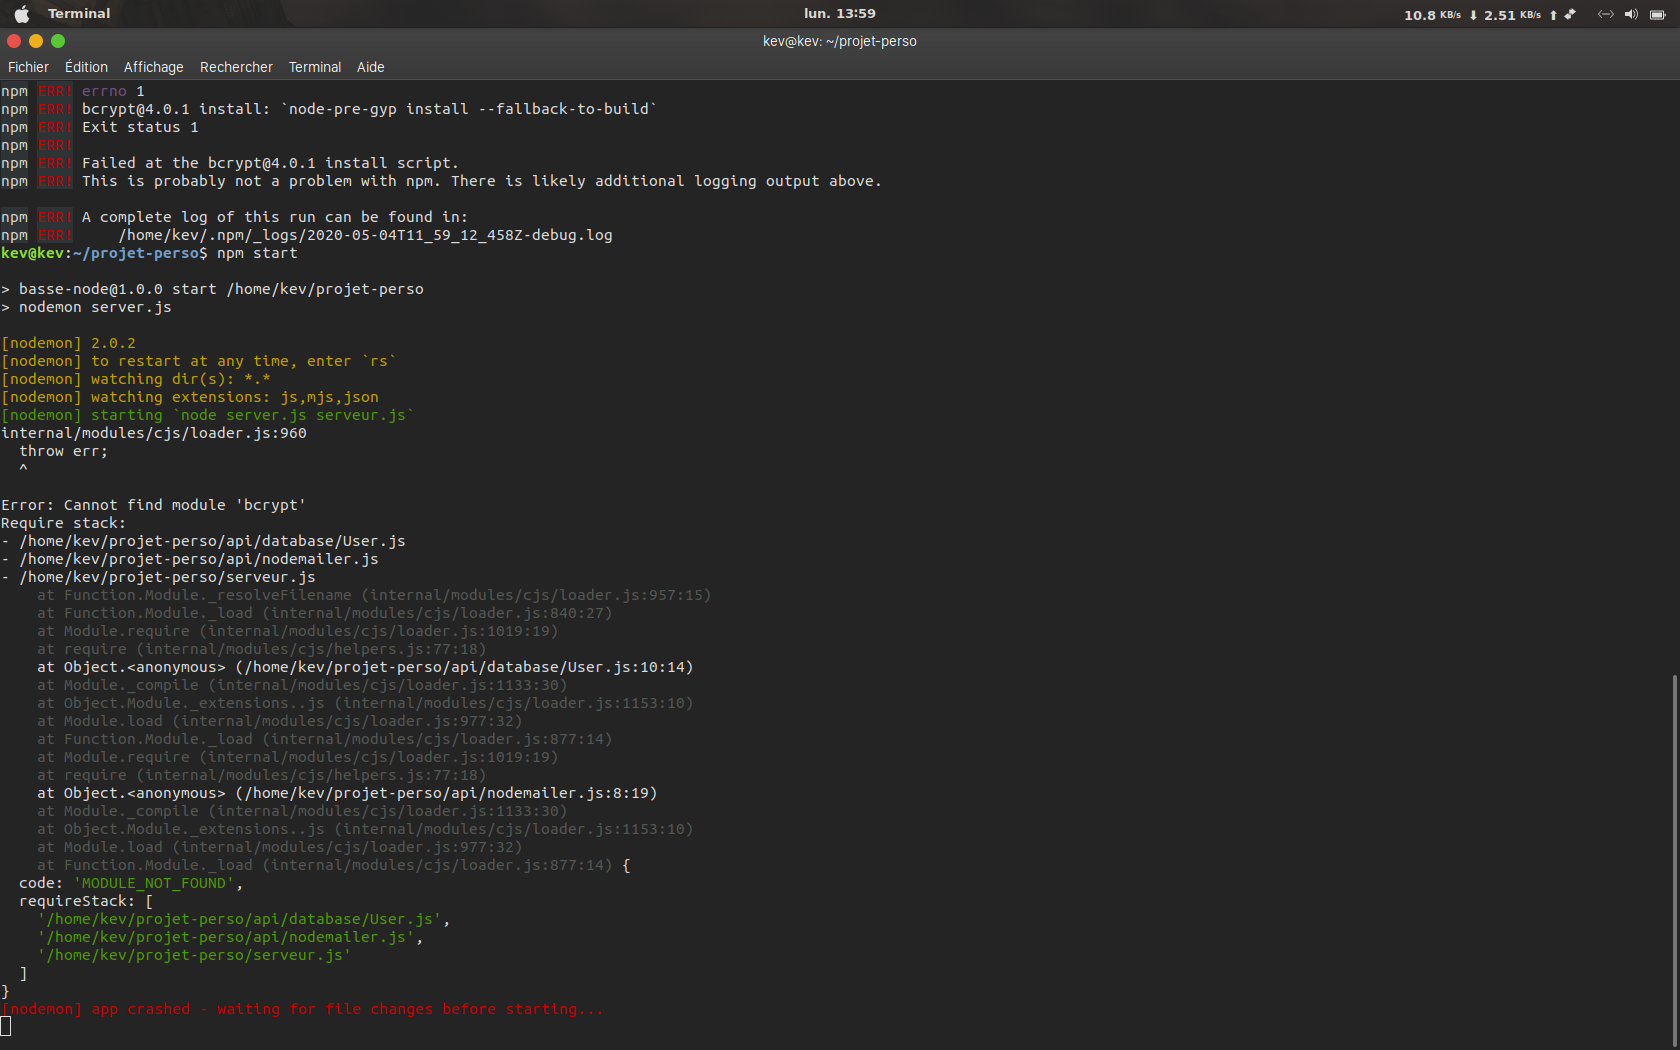 Terminal
lun. 13:59
10.8 KB/s ⬇ 2.51 KB/s ⬆
kev@kev: ~/projet-perso
Fichier Édition Affichage Rechercher Terminal Aide
npm ERR! errno 1
npm ERR! bcrypt@4.0.1 install: `node-pre-gyp install --fallback-to-build`
npm ERR! Exit status 1
npm ERR!
npm ERR! Failed at the bcrypt@4.0.1 install script.
npm ERR! This is probably not a problem with npm. There is likely additional logging output above.
npm ERR! A complete log of this run can be found in:
npm ERR!     /home/kev/.npm/_logs/2020-05-04T11_59_12_458Z-debug.log
kev@kev:~/projet-perso$ npm start
> basse-node@1.0.0 start /home/kev/projet-perso
> nodemon server.js
[nodemon] 2.0.2
[nodemon] to restart at any time, enter `rs`
[nodemon] watching dir(s): *.*
[nodemon] watching extensions: js,mjs,json
[nodemon] starting `node server.js serveur.js`
internal/modules/cjs/loader.js:960
  throw err;
  ^
Error: Cannot find module 'bcrypt'
Require stack:
- /home/kev/projet-perso/api/database/User.js
- /home/kev/projet-perso/api/nodemailer.js
- /home/kev/projet-perso/serveur.js
    at Function.Module._resolveFilename (internal/modules/cjs/loader.js:957:15)
    at Function.Module._load (internal/modules/cjs/loader.js:840:27)
    at Module.require (internal/modules/cjs/loader.js:1019:19)
    at require (internal/modules/cjs/helpers.js:77:18)
    at Object.<anonymous> (/home/kev/projet-perso/api/database/User.js:10:14)
    at Module._compile (internal/modules/cjs/loader.js:1133:30)
    at Object.Module._extensions..js (internal/modules/cjs/loader.js:1153:10)
    at Module.load (internal/modules/cjs/loader.js:977:32)
    at Function.Module._load (internal/modules/cjs/loader.js:877:14)
    at Module.require (internal/modules/cjs/loader.js:1019:19)
    at require (internal/modules/cjs/helpers.js:77:18)
    at Object.<anonymous> (/home/kev/projet-perso/api/nodemailer.js:8:19)
    at Module._compile (internal/modules/cjs/loader.js:1133:30)
    at Object.Module._extensions..js (internal/modules/cjs/loader.js:1153:10)
    at Module.load (internal/modules/cjs/loader.js:977:32)
    at Function.Module._load (internal/modules/cjs/loader.js:877:14) {
  code: 'MODULE_NOT_FOUND',
  requireStack: [
    '/home/kev/projet-perso/api/database/User.js',
    '/home/kev/projet-perso/api/nodemailer.js',
    '/home/kev/projet-perso/serveur.js'
  ]
}
[nodemon] app crashed - waiting for file changes before starting...